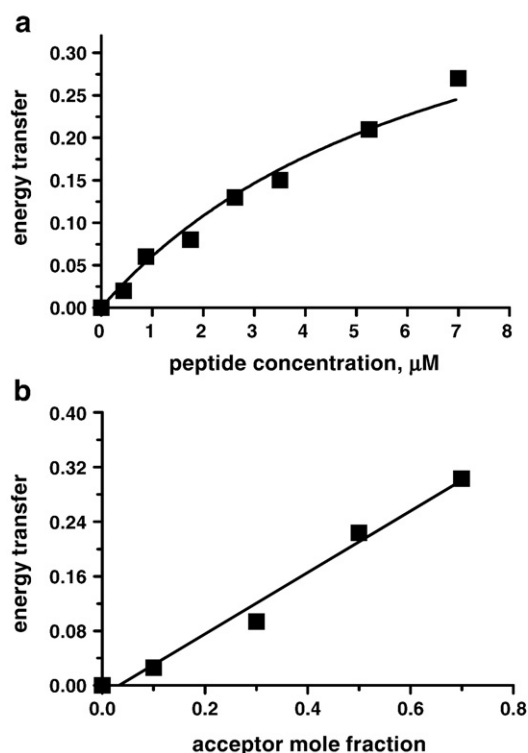 a
energy transfer
0.30
0.25
0.20
0.15
0.10
0.05
0.00
0 1 2 3 4 5 6 7 8
peptide concentration, μM
b
energy transfer
0.40
0.32
0.24
0.16
0.08
0.00
0.0 0.2 0.4 0.6 0.8
acceptor mole fraction